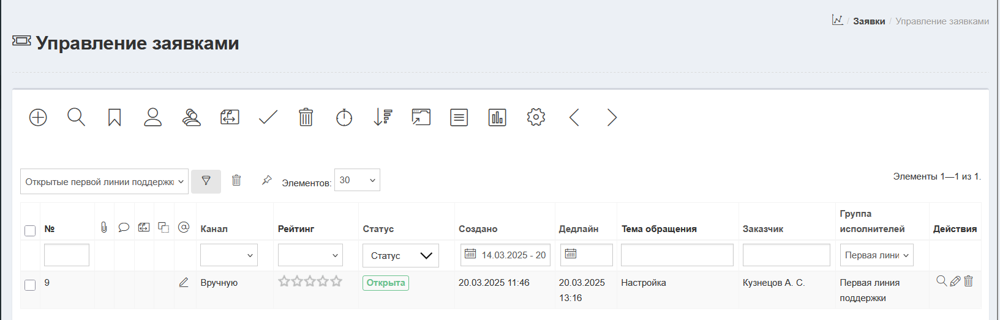 / Заявки / Управление заявками
Управление заявками
Открытые первой линии поддержк
Элементов: 30
Элементы 1—1 из 1.
№ Канал Рейтинг Статус Создано Дедлайн Тема обращения Заказчик Группа исполнителей Действия
Статус 14.03.2025 - 20 Первая лини
9 Вручную Открыта 20.03.2025 11:46 20.03.2025 13:16 Настройка Кузнецов А. С. Первая линия поддержки